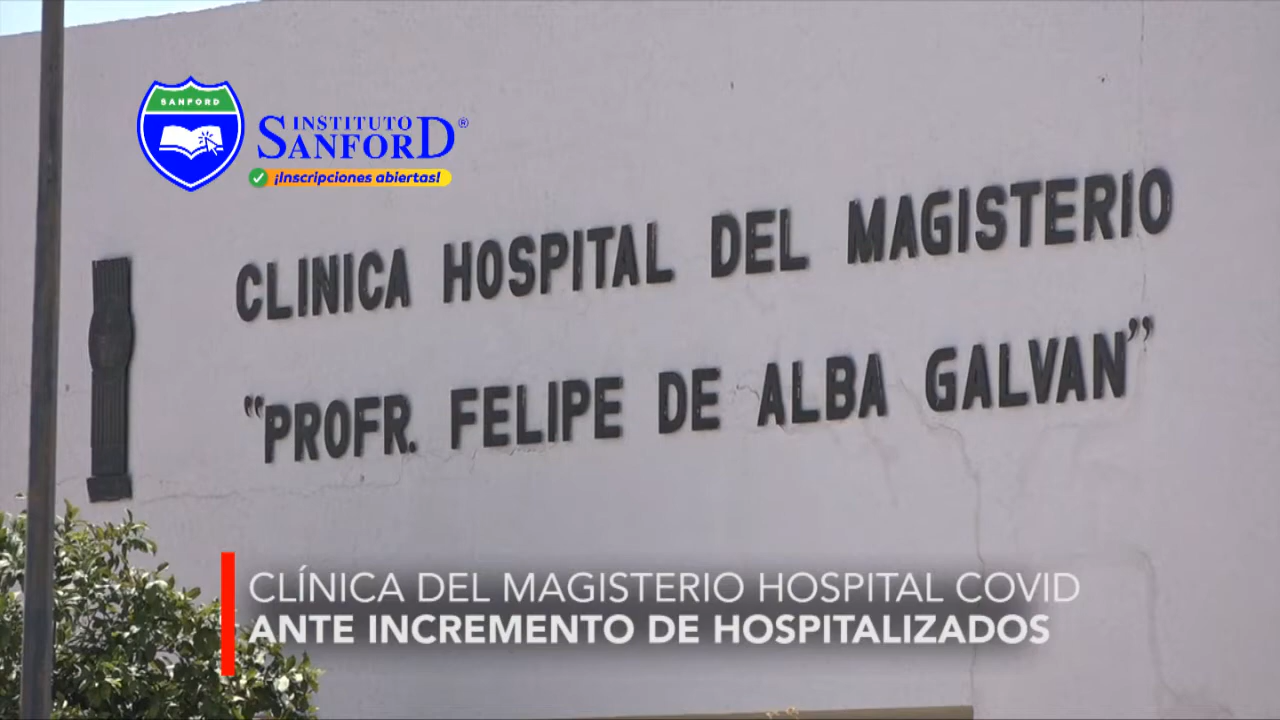 SANFORD
INSTITUTO
SANFORD®
¡Inscripciones abiertas!
CLINICA HOSPITAL DEL MAGISTERIO
"PROFR. FELIPE DE ALBA GALVAN"
CLÍNICA DEL MAGISTERIO HOSPITAL COVID
ANTE INCREMENTO DE HOSPITALIZADOS